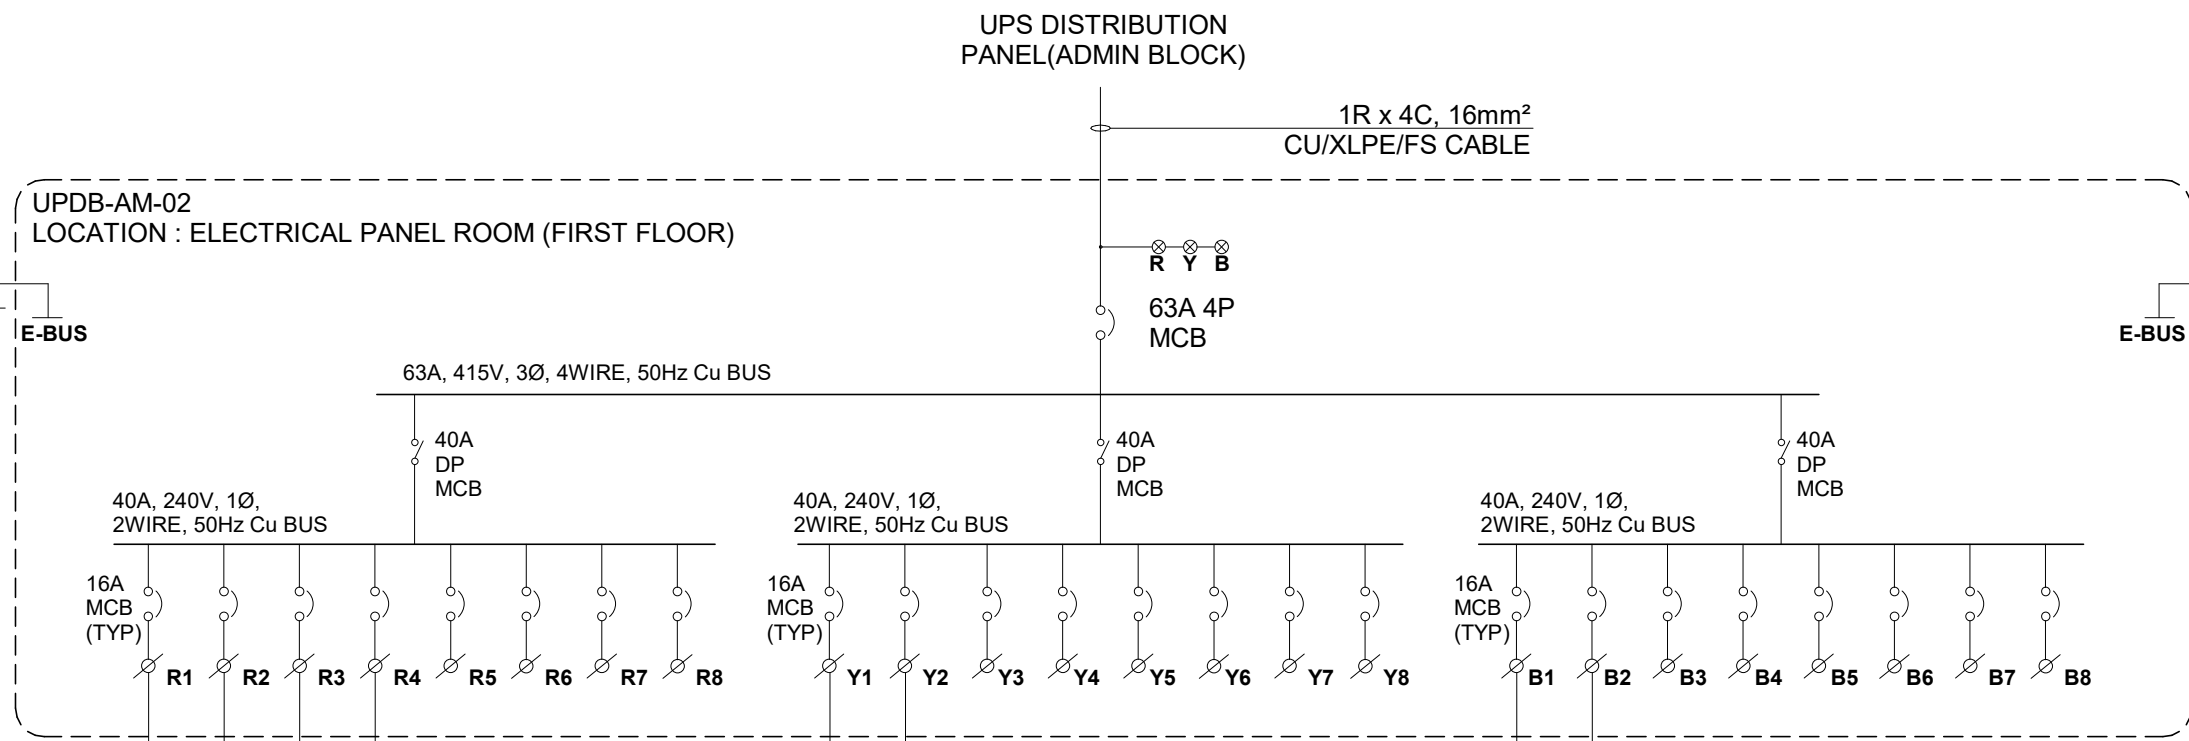 UPS DISTRIBUTION
PANEL(ADMIN BLOCK)
1R x 4C, 16mm²
CU/XLPE/FS CABLE
UPDB-AM-02
LOCATION : ELECTRICAL PANEL ROOM (FIRST FLOOR)
R Y B
63A 4P
MCB
E-BUS
E-BUS
63A, 415V, 3Ø, 4WIRE, 50Hz Cu BUS
40A
DP
MCB
40A
DP
MCB
40A
DP
MCB
40A, 240V, 1Ø,
2WIRE, 50Hz Cu BUS
40A, 240V, 1Ø,
2WIRE, 50Hz Cu BUS
40A, 240V, 1Ø,
2WIRE, 50Hz Cu BUS
16A
MCB
(TYP)
R1 R2 R3 R4 R5 R6 R7 R8
16A
MCB
(TYP)
Y1 Y2 Y3 Y4 Y5 Y6 Y7 Y8
16A
MCB
(TYP)
B1 B2 B3 B4 B5 B6 B7 B8